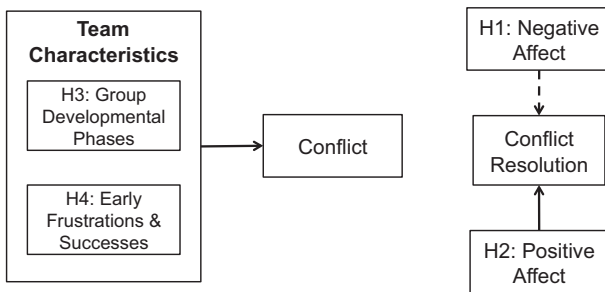 Team
Characteristics
H3: Group
Developmental
Phases
H4: Early
Frustrations &
Successes
Conflict
H1: Negative
Affect
Conflict
Resolution
H2: Positive
Affect